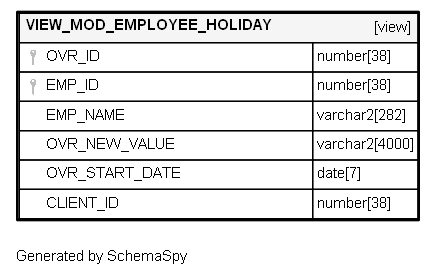 VIEW_MOD_EMPLOYEE_HOLIDAY [view]
OVR_ID number[38]
EMP_ID number[38]
EMP_NAME varchar2[282]
OVR_NEW_VALUE varchar2[4000]
OVR_START_DATE date[7]
CLIENT_ID number[38]
Generated by SchemaSpy